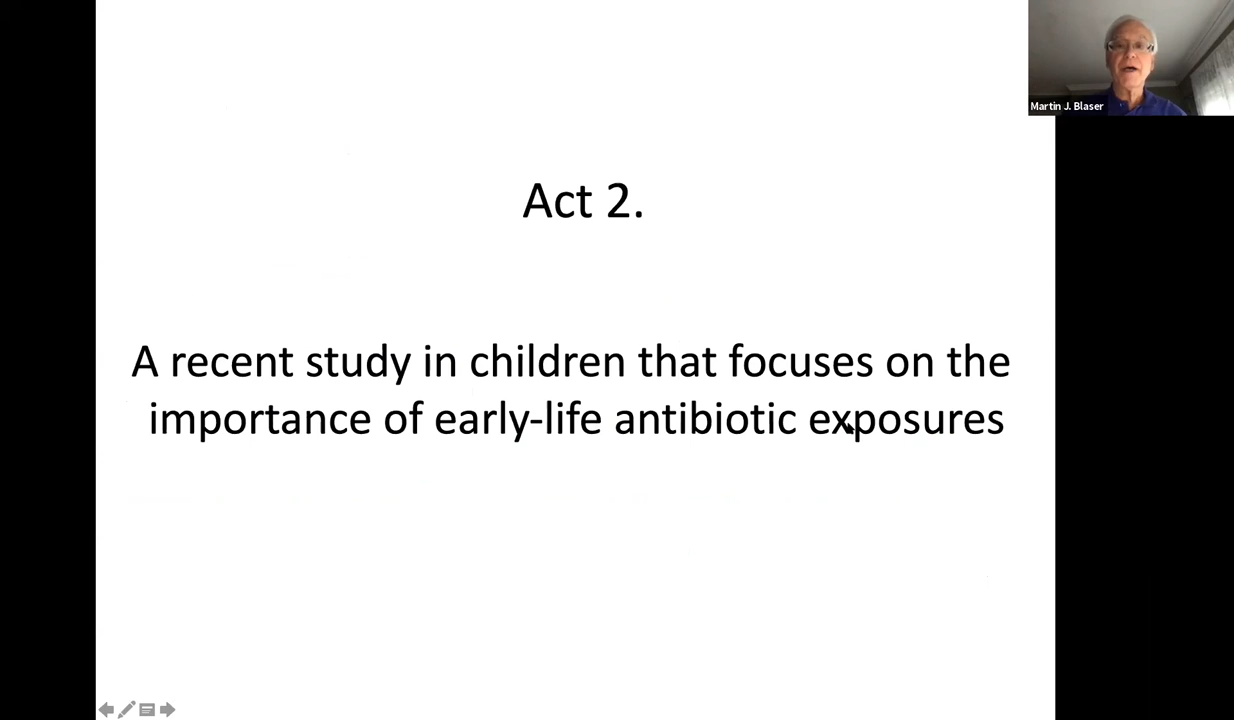 Martin J. Blaser
Act 2.
A recent study in children that focuses on the
importance of early-life antibiotic exposures